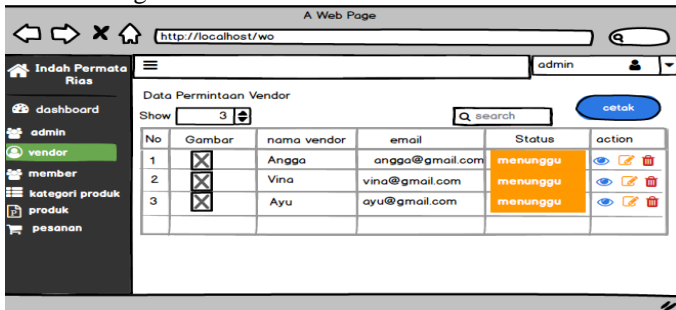 A Web Page
http://localhost/wo
Indah Permata
Rias
admin
dashboard
admin
vendor
member
kategori produk
produk
pesanan
Data Permintaan Vendor
Show 3 search cetak
No Gambar nama vendor email Status action
1 Angga angga@gmail.com menunggu
2 Vina vina@gmail.com menunggu
3 Ayu ayu@gmail.com menunggu